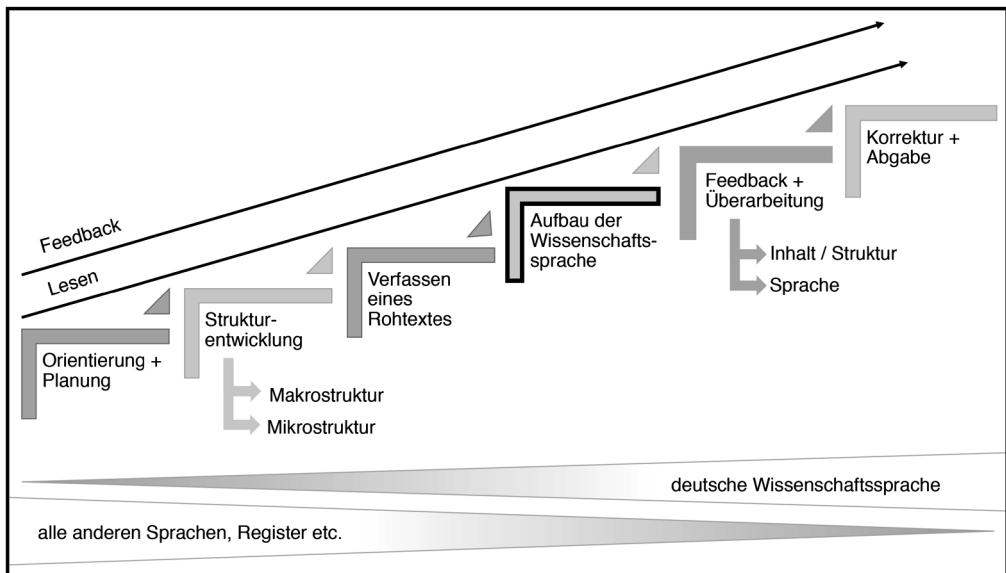 Feedback
Lesen
Orientierung +
Planung
Struktur-
entwicklung
Makrostruktur
Mikrostruktur
Verfassen
eines
Rohtextes
Aufbau der
Wissenschafts-
sprache
Feedback +
Überarbeitung
Inhalt / Struktur
Sprache
Korrektur +
Abgabe
deutsche Wissenschaftssprache
alle anderen Sprachen, Register etc.